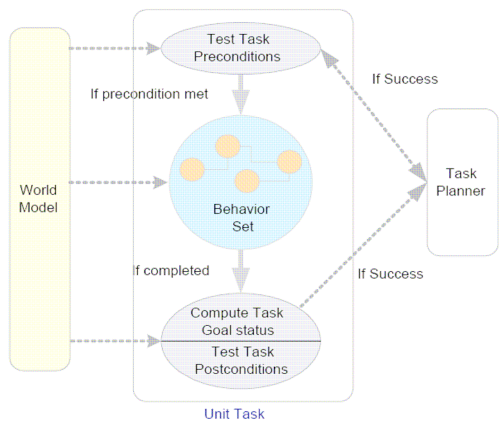 Test Task
Preconditions
If Success
If precondition met
World
Model
Task
Planner
Behavior
Set
If completed
If Success
Compute Task
Goal status
Test Task
Postconditions
Unit Task